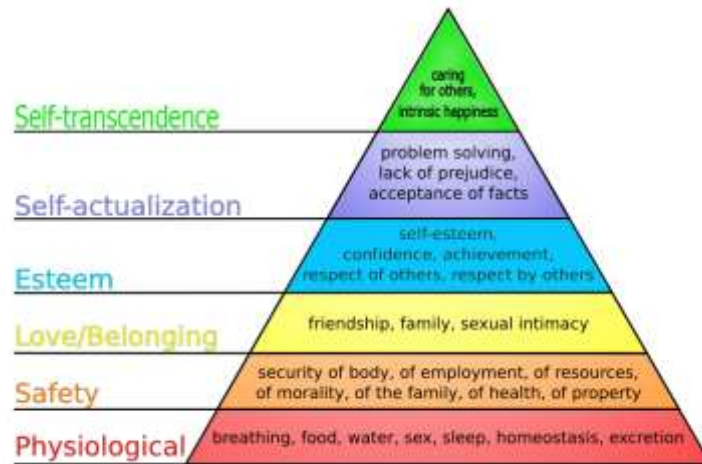 caring
for others,
intrinsic happiness
Self-transcendence
problem solving,
lack of prejudice,
acceptance of facts
Self-actualization
self-esteem,
confidence, achievement,
respect of others, respect by others
Esteem
friendship, family, sexual intimacy
Love/Belonging
security of body, of employment, of resources,
of morality, of the family, of health, of property
Safety
breathing, food, water, sex, sleep, homeostasis, excretion
Physiological